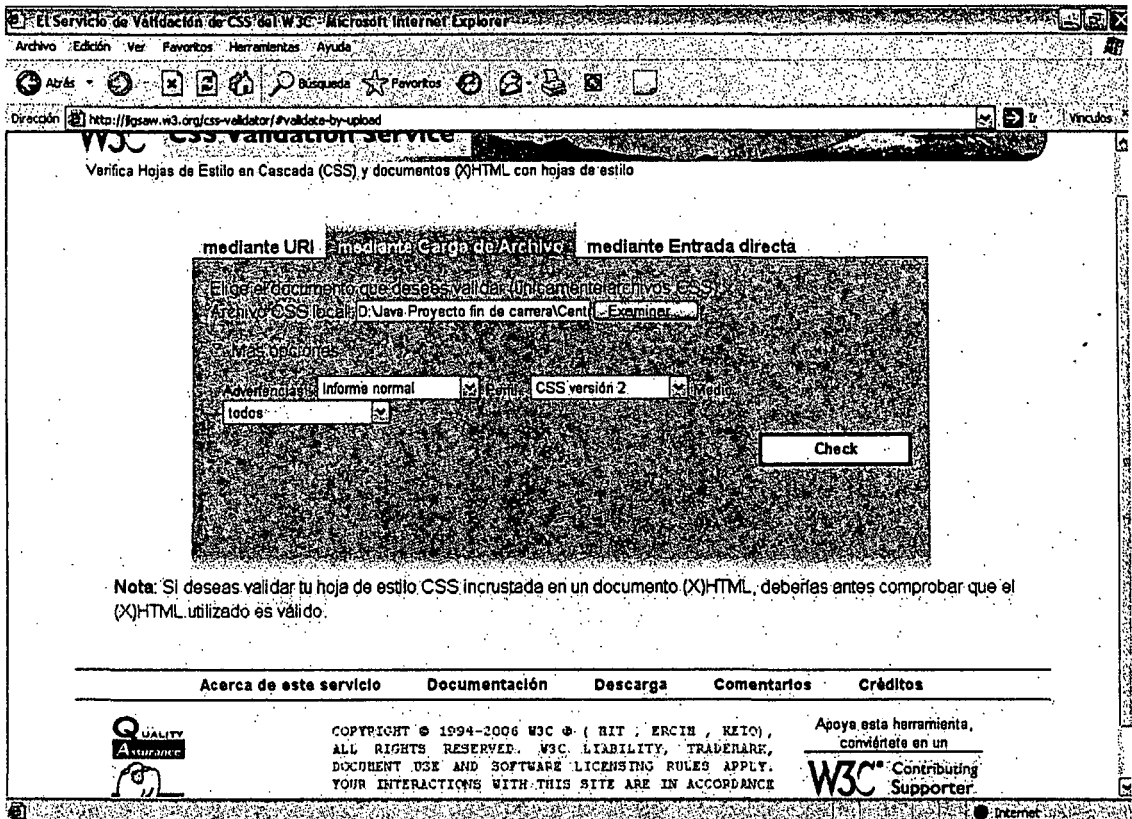 El Servicio de Validación de CSS del W3C - Microsoft Internet Explorer
Archivo Edición Ver Favoritos Herramientas Ayuda
Atrás Búsqueda Favoritos
Dirección http://jigsaw.w3.org/css-validator/#validate-by-upload Ir Vínculos
W3C CSS Validation Service
Verifica Hojas de Estilo en Cascada (CSS) y documentos (X)HTML con hojas de estilo
mediante URI mediante Carga de Archivo mediante Entrada directa
Elige el documento que desees validar (únicamente archivos CSS):
Archivo CSS local: D:\Java Proyecto fin de carrera\Cent Examinar...
Más opciones
Advertencias: Informe normal Perfil: CSS versión 2 Medio:
todos
Check
Nota: Si deseas validar tu hoja de estilo CSS incrustada en un documento (X)HTML, deberías antes comprobar que el
(X)HTML utilizado es válido.
Acerca de este servicio Documentación Descarga Comentarios Créditos
QUALITY
Assurance
COPYRIGHT © 1994-2006 W3C ® ( MIT , ERCIM , KEIO),
ALL RIGHTS RESERVED. W3C LIABILITY, TRADEMARK,
DOCUMENT USE AND SOFTWARE LICENSING RULES APPLY.
YOUR INTERACTIONS WITH THIS SITE ARE IN ACCORDANCE
Apoya esta herramienta,
conviértete en un
W3C® Contributing
Supporter
Internet